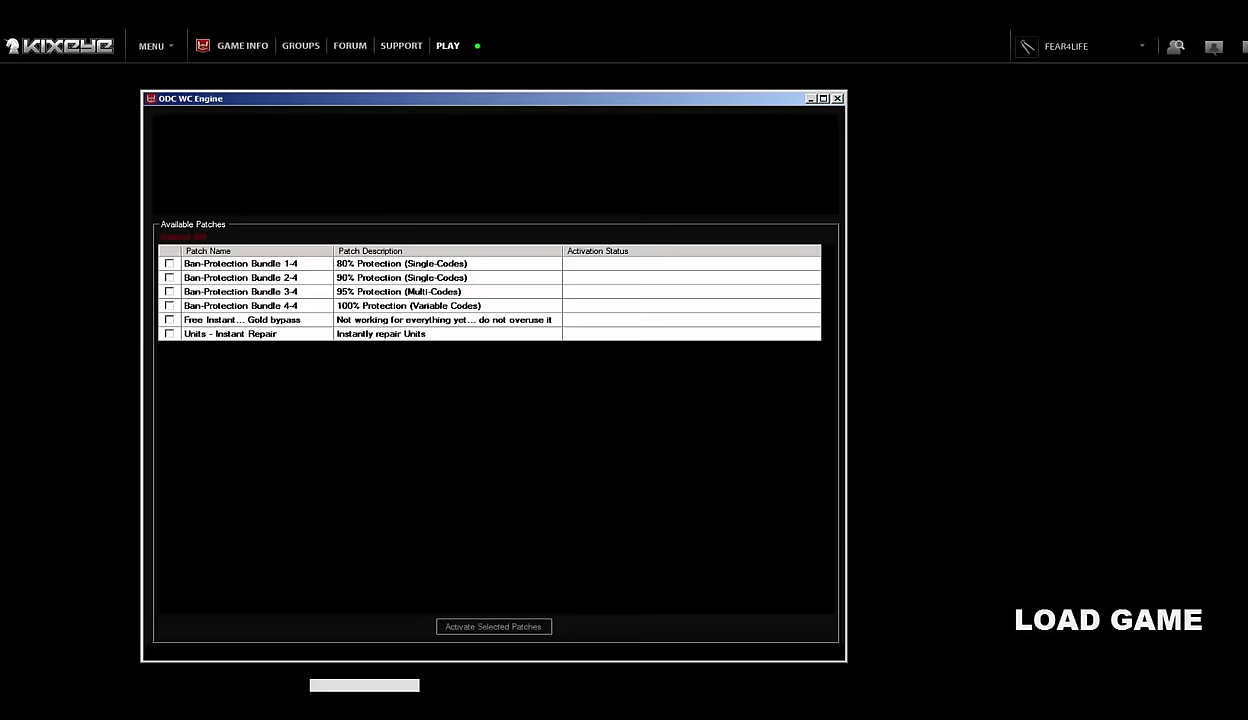 KIXEYE MENU GAME INFO GROUPS FORUM SUPPORT PLAY FEAR4LIFE
ODC WC Engine
Available Patches
Patch Name Patch Description Activation Status
Ban-Protection Bundle 1-4 80% Protection (Single-Codes)
Ban-Protection Bundle 2-4 90% Protection (Single-Codes)
Ban-Protection Bundle 3-4 95% Protection (Multi-Codes)
Ban-Protection Bundle 4-4 100% Protection (Variable Codes)
Free Instant... Gold bypass Not working for everything yet... do not overuse it
Units - Instant Repair Instantly repair Units
LOAD GAME
Activate Selected Patches